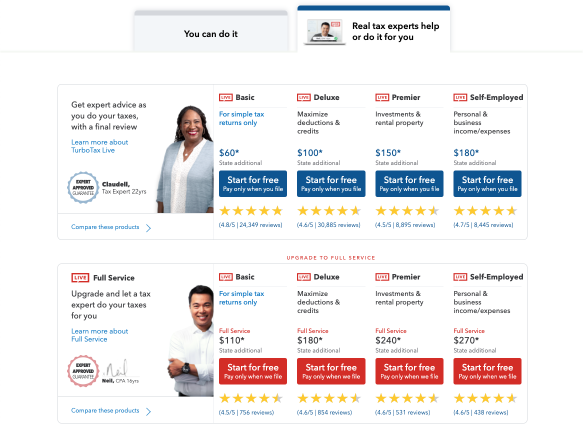 You can do it
Real tax experts help
or do it for you
Get expert advice as
you do your taxes,
with a final review
Learn more about
TurboTax Live
EXPERT
APPROVED
GUARANTEE
Claudell,
Tax Expert 22yrs
Compare these products
LIVE Basic
For simple tax
returns only
$60*
State additional
Start for free
Pay only when you file
(4.8/5 | 24,349 reviews)
LIVE Deluxe
Maximize
deductions &
credits
$100*
State additional
Start for free
Pay only when you file
(4.6/5 | 30,885 reviews)
LIVE Premier
Investments &
rental property
$150*
State additional
Start for free
Pay only when you file
(4.5/5 | 8,895 reviews)
LIVE Self-Employed
Personal &
business
income/expenses
$180*
State additional
Start for free
Pay only when you file
(4.7/5 | 8,445 reviews)
UPGRADE TO FULL SERVICE
LIVE Full Service
Upgrade and let a tax
expert do your taxes
for you
Learn more about
Full Service
EXPERT
APPROVED
GUARANTEE
Neil
Neil, CPA 16yrs
Compare these products
LIVE Basic
For simple tax
returns only
Full Service
$110*
State additional
Start for free
Pay only when we file
(4.5/5 | 756 reviews)
LIVE Deluxe
Maximize
deductions &
credits
Full Service
$180*
State additional
Start for free
Pay only when we file
(4.6/5 | 854 reviews)
LIVE Premier
Investments &
rental property
Full Service
$240*
State additional
Start for free
Pay only when we file
(4.6/5 | 531 reviews)
LIVE Self-Employed
Personal &
business
income/expenses
Full Service
$270*
State additional
Start for free
Pay only when we file
(4.6/5 | 438 reviews)